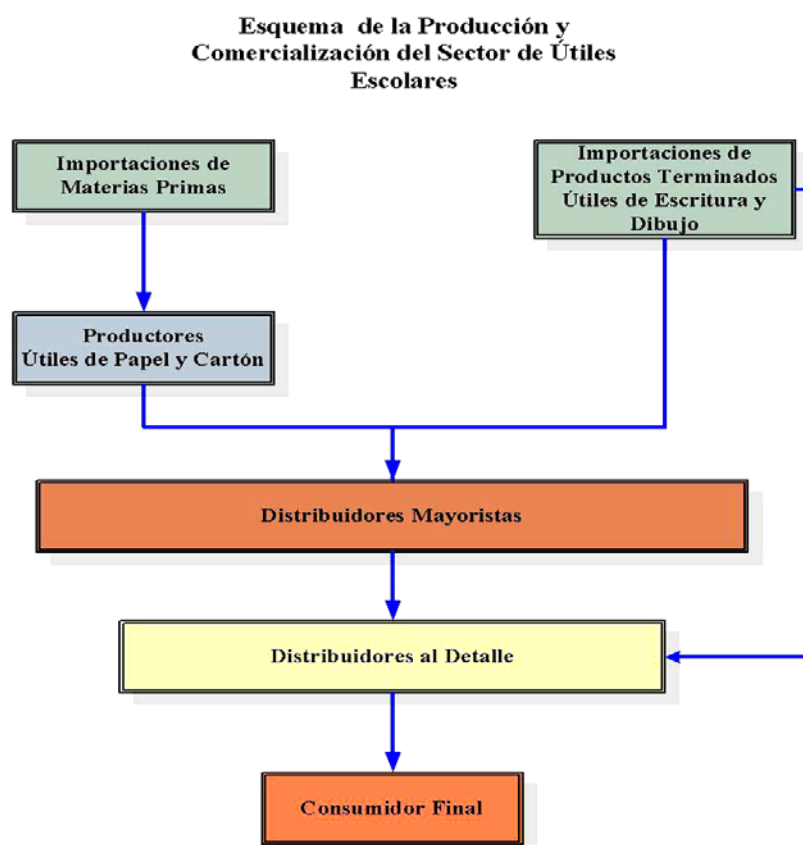 Esquema de la Producción y
Comercialización del Sector de Útiles
Escolares
Importaciones de
Materias Primas
Importaciones de
Productos Terminados
Útiles de Escritura y
Dibujo
Productores
Útiles de Papel y Cartón
Distribuidores Mayoristas
Distribuidores al Detalle
Consumidor Final